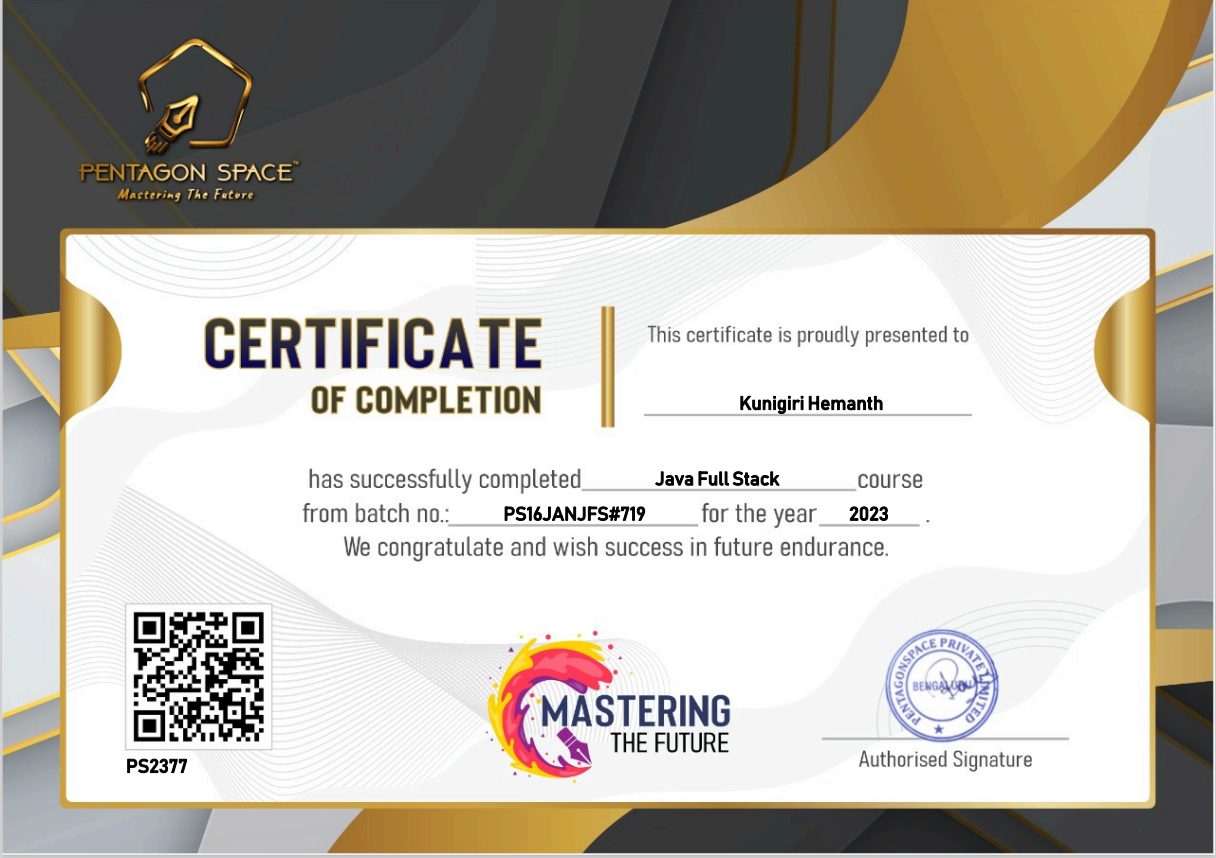 PENTAGON SPACE™
Mastering The Future
CERTIFICATE
OF COMPLETION
This certificate is proudly presented to
Kunigiri Hemanth
has successfully completed Java Full Stack course
from batch no.: PS16JANJFS#719 for the year 2023 .
We congratulate and wish success in future endurance.
PS2377
MASTERING
THE FUTURE
PENTAGONSPACE PRIVATE LIMITED
BENGALURU
Authorised Signature